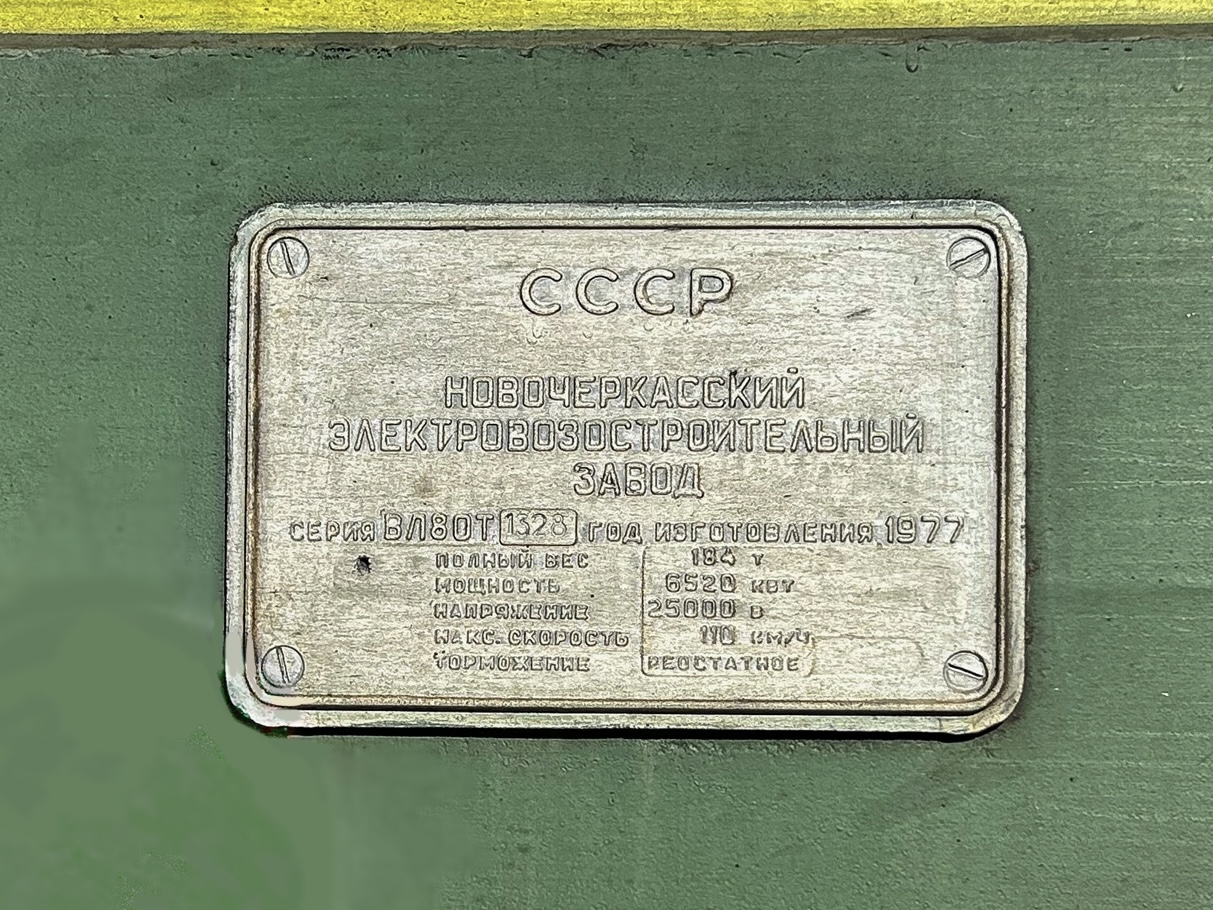 СССР
НОВОЧЕРКАССКИЙ
ЭЛЕКТРОВОЗОСТРОИТЕЛЬНЫЙ
ЗАВОД
СЕРИЯ ВЛ80Т 1328 ГОД ИЗГОТОВЛЕНИЯ 1977
ПОЛНЫЙ ВЕС 184 Т
МОЩНОСТЬ 6520 КВТ
НАПРЯЖЕНИЕ 25000 В
МАКС. СКОРОСТЬ 110 КМ/Ч.
ТОРМОЖЕНИЕ РЕОСТАТНОЕ